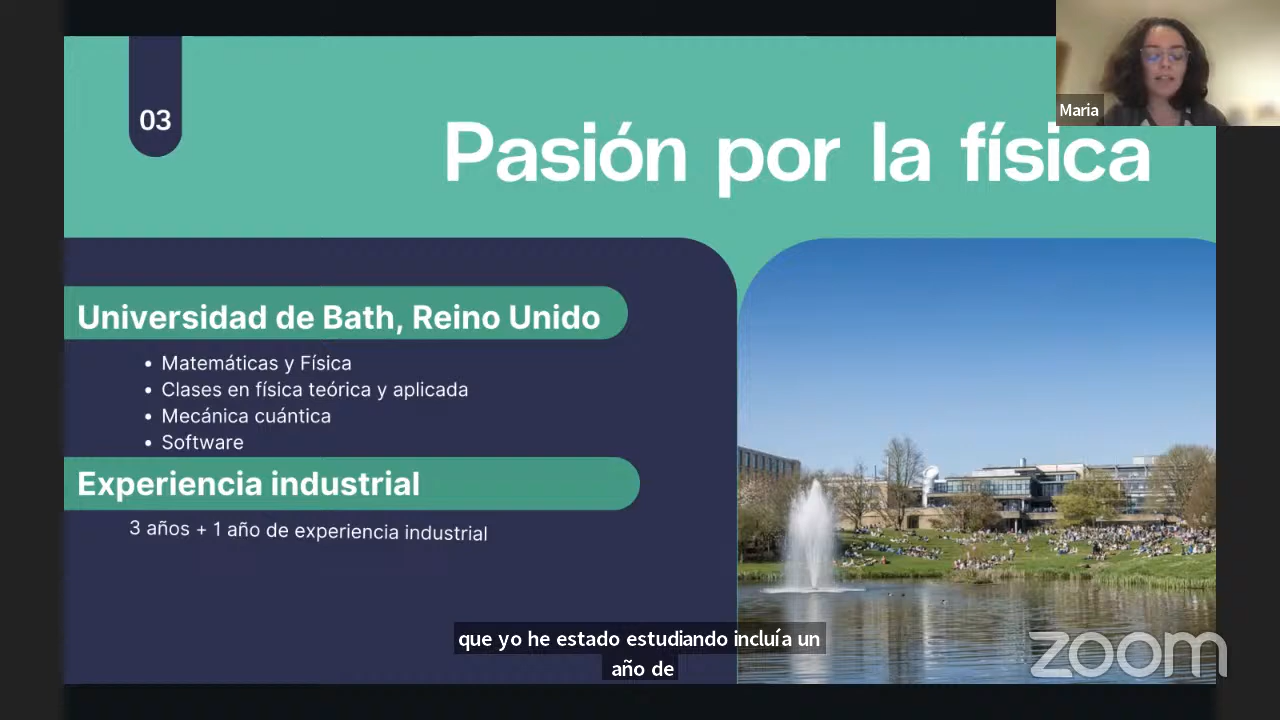 03
Maria
Pasión por la física
Universidad de Bath, Reino Unido
• Matemáticas y Física
• Clases en física teórica y aplicada
• Mecánica cuántica
• Software
Experiencia industrial
3 años + 1 año de experiencia industrial
que yo he estado estudiando incluía un
año de
zoom